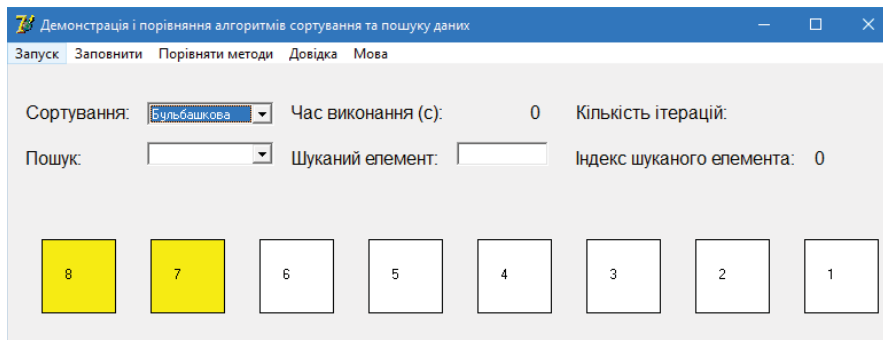 Демонстрація і порівняння алгоритмів сортування та пошуку даних
Запуск Заповнити Порівняти методи Довідка Мова
Сортування: Бульбашкова Час виконання (с): 0 Кількість ітерацій:
Пошук: Шуканий елемент: Індекс шуканого елемента: 0
8 7 6 5 4 3 2 1